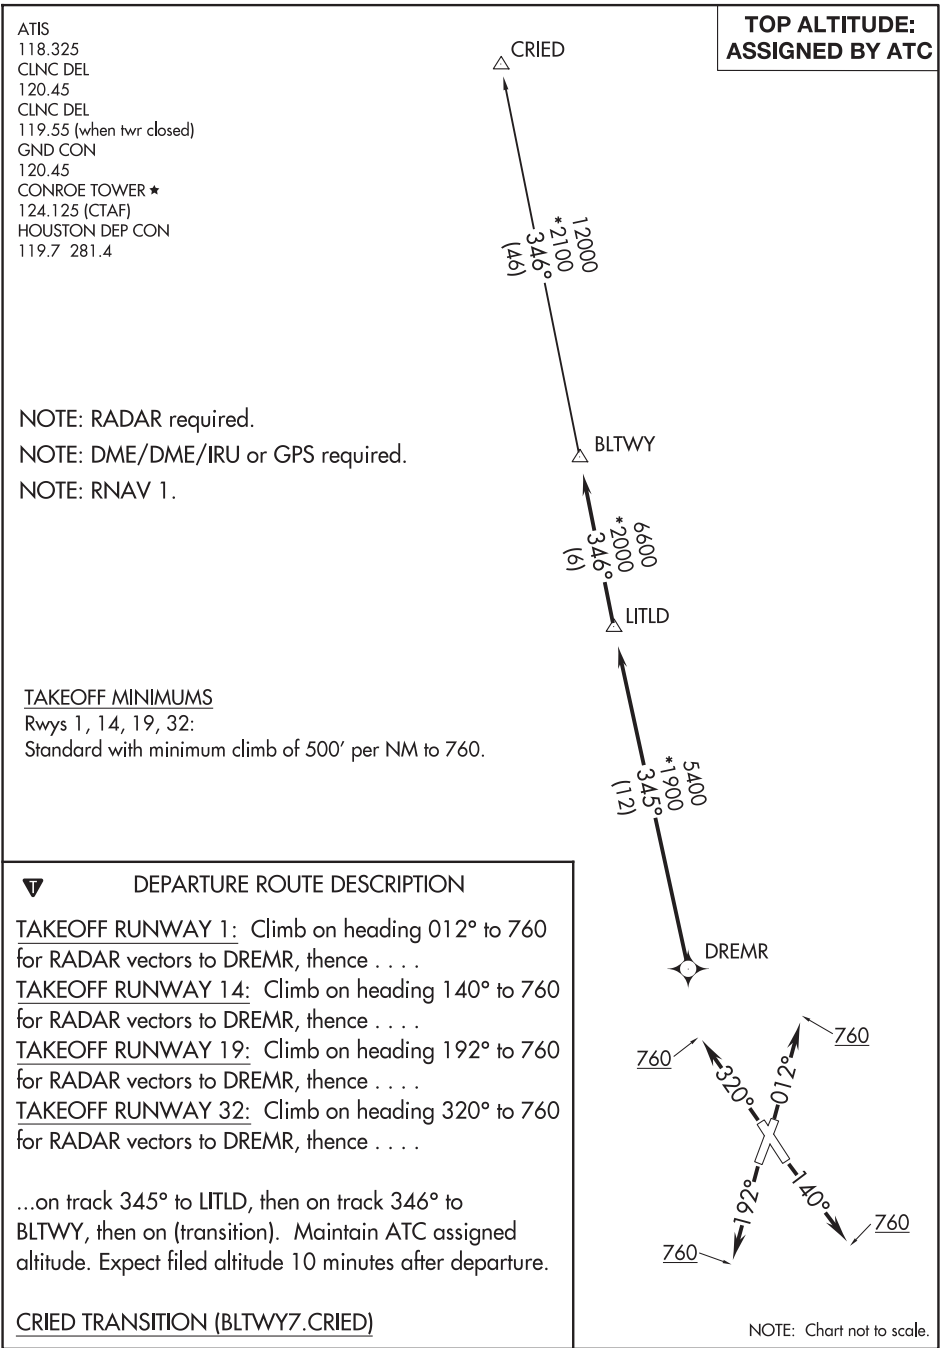 ATIS
118.325
CLNC DEL
120.45
CLNC DEL
119.55 (when twr closed)
GND CON
120.45
CONROE TOWER ★
124.125 (CTAF)
HOUSTON DEP CON
119.7 281.4
TOP ALTITUDE:
ASSIGNED BY ATC
CRIED
12000
*2100
346°
(46)
NOTE: RADAR required.
NOTE: DME/DME/IRU or GPS required.
NOTE: RNAV 1.
BLTWY
6600
*2000
346°
(6)
LITLD
TAKEOFF MINIMUMS
Rwys 1, 14, 19, 32:
Standard with minimum climb of 500' per NM to 760.
5400
*1900
345°
(12)
DREMR
760
320°
012°
760
192°
140°
760
760
T DEPARTURE ROUTE DESCRIPTION
TAKEOFF RUNWAY 1: Climb on heading 012° to 760
for RADAR vectors to DREMR, thence . . . .
TAKEOFF RUNWAY 14: Climb on heading 140° to 760
for RADAR vectors to DREMR, thence . . . .
TAKEOFF RUNWAY 19: Climb on heading 192° to 760
for RADAR vectors to DREMR, thence . . . .
TAKEOFF RUNWAY 32: Climb on heading 320° to 760
for RADAR vectors to DREMR, thence . . . .
...on track 345° to LITLD, then on track 346° to
BLTWY, then on (transition). Maintain ATC assigned
altitude. Expect filed altitude 10 minutes after departure.
CRIED TRANSITION (BLTWY7.CRIED)
NOTE: Chart not to scale.